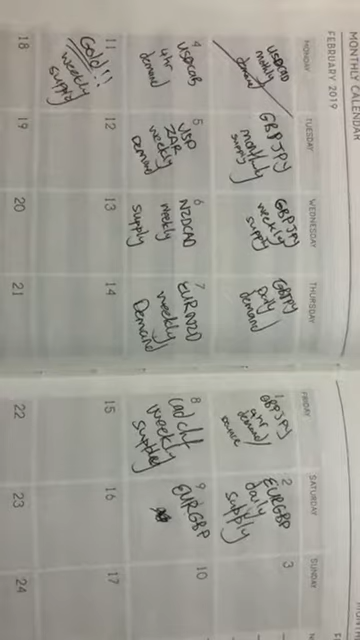 MONTHLY CALENDAR
FEBRUARY 2019
MONDAY
TUESDAY
WEDNESDAY
THURSDAY
FRIDAY
SATURDAY
SUNDAY
USDCAD
monthly
demand
GBPJPY
monthly
supply
GBPJPY
weekly
supply
GBPJPY
Daily
demand
1
GBPJPY
4hr
demand/
source
2
EURGBP
daily
supply
3
4
USDCAD
4hr
demand
5
USD
ZAR
weekly
Demand
6
NZDCAD
weekly
supply
7
EURNZD
weekly
Demand
8
Cadchf
weekly
supply
9
EURGBP
10
11
Gold!!
weekly
supply
12
13
14
15
16
17
18
19
20
21
22
23
24